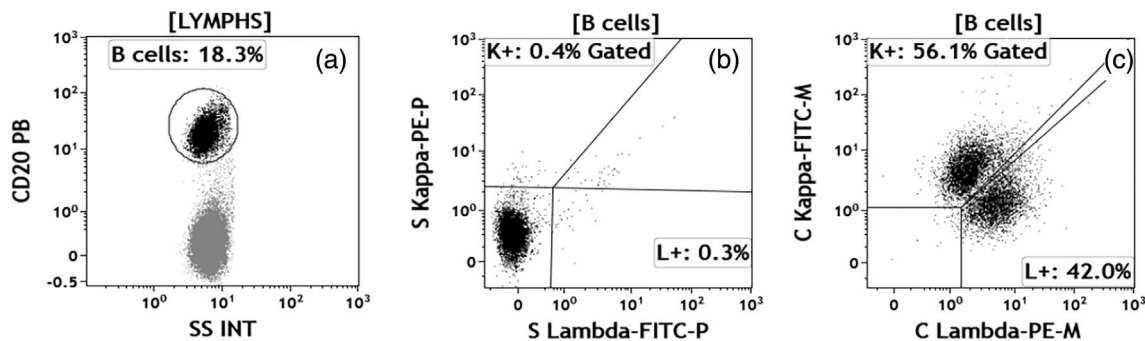 [LYMPHS]
B cells: 18.3%
(a)
10³
10²
10¹
10⁰
0
-0.5
CD20 PB
10⁰
10¹
10²
10³
SS INT
[B cells]
K+: 0.4% Gated
(b)
10³
10²
10¹
10⁰
0
S Kappa-PE-P
L+: 0.3%
0
10⁰
10¹
10²
10³
S Lambda-FITC-P
[B cells]
K+: 56.1% Gated
(c)
10³
10²
10¹
10⁰
0
C Kappa-FITC-M
L+: 42.0%
0
10⁰
10¹
10²
10³
C Lambda-PE-M